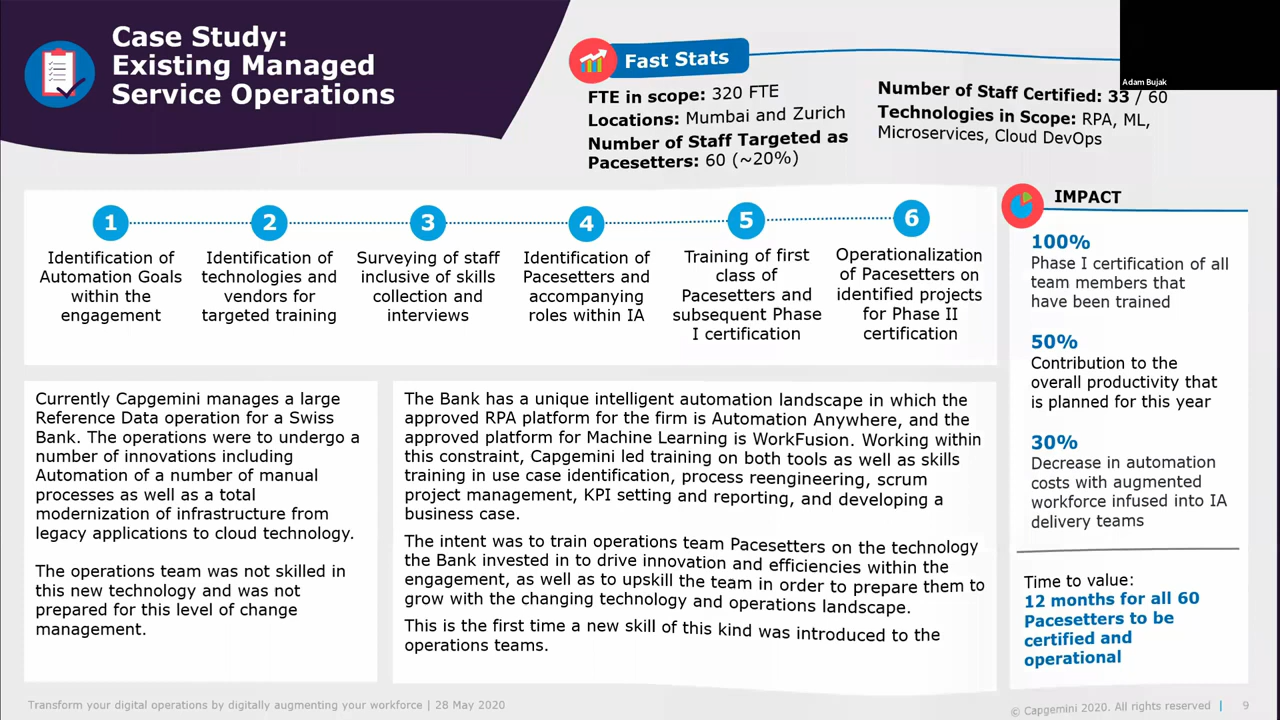 Case Study:
Existing Managed
Service Operations
Fast Stats
FTE in scope: 320 FTE
Locations: Mumbai and Zurich
Number of Staff Targeted as
Pacesetters: 60 (~20%)
Adam Bujak
Number of Staff Certified: 33 / 60
Technologies in Scope: RPA, ML,
Microservices, Cloud DevOps
1
Identification of
Automation Goals
within the
engagement
2
Identification of
technologies and
vendors for
targeted training
3
Surveying of staff
inclusive of skills
collection and
interviews
4
Identification of
Pacesetters and
accompanying
roles within IA
5
Training of first
class of
Pacesetters and
subsequent Phase
I certification
6
Operationalization
of Pacesetters on
identified projects
for Phase II
certification
IMPACT
100%
Phase I certification of all
team members that
have been trained
50%
Contribution to the
overall productivity that
is planned for this year
30%
Decrease in automation
costs with augmented
workforce infused into IA
delivery teams
Time to value:
12 months for all 60
Pacesetters to be
certified and
operational
Currently Capgemini manages a large
Reference Data operation for a Swiss
Bank. The operations were to undergo a
number of innovations including
Automation of a number of manual
processes as well as a total
modernization of infrastructure from
legacy applications to cloud technology.
The operations team was not skilled in
this new technology and was not
prepared for this level of change
management.
The Bank has a unique intelligent automation landscape in which the
approved RPA platform for the firm is Automation Anywhere, and the
approved platform for Machine Learning is WorkFusion. Working within
this constraint, Capgemini led training on both tools as well as skills
training in use case identification, process reengineering, scrum
project management, KPI setting and reporting, and developing a
business case.
The intent was to train operations team Pacesetters on the technology
the Bank invested in to drive innovation and efficiencies within the
engagement, as well as to upskill the team in order to prepare them to
grow with the changing technology and operations landscape.
This is the first time a new skill of this kind was introduced to the
operations teams.
Transform your digital operations by digitally augmenting your workforce | 28 May 2020
© Capgemini 2020. All rights reserved | 9